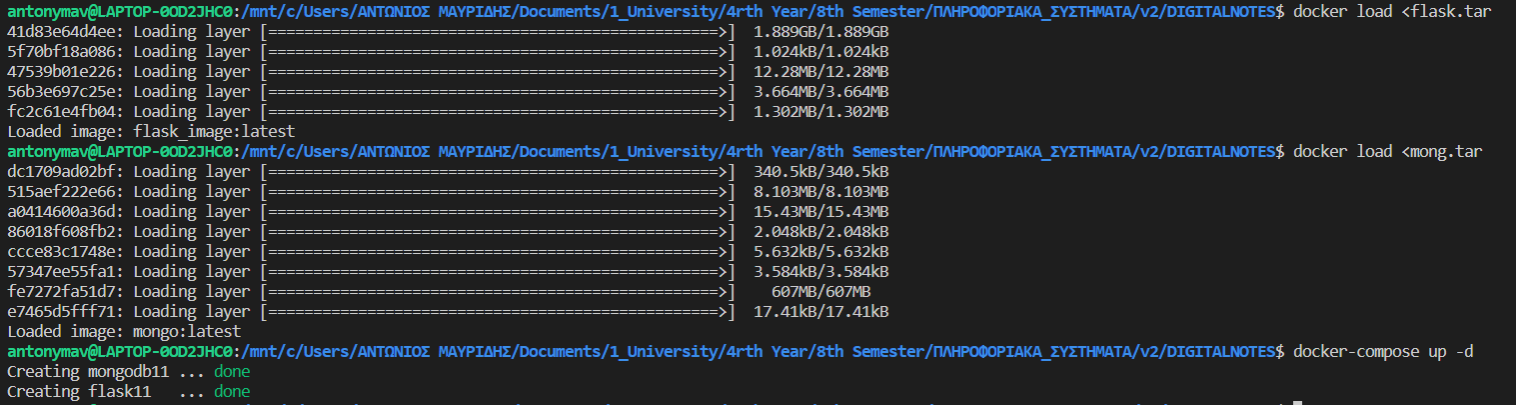 antonymav@LAPTOP-0OD2JHC0:/mnt/c/Users/ΑΝΤΩΝΙΟΣ ΜΑΥΡΙΔΗΣ/Documents/1_University/4rth Year/8th Semester/ΠΛΗΡΟΦΟΡΙΑΚΑ_ΣΥΣΤΗΜΑΤΑ/v2/DIGITALNOTES$ docker load <flask.tar
41d83e64d4ee: Loading layer [==================================================>]  1.889GB/1.889GB
5f70bf18a086: Loading layer [==================================================>]  1.024kB/1.024kB
47539b01e226: Loading layer [==================================================>]  12.28MB/12.28MB
56b3e697c25e: Loading layer [==================================================>]  3.664MB/3.664MB
fc2c61e4fb04: Loading layer [==================================================>]  1.302MB/1.302MB
Loaded image: flask_image:latest
antonymav@LAPTOP-0OD2JHC0:/mnt/c/Users/ΑΝΤΩΝΙΟΣ ΜΑΥΡΙΔΗΣ/Documents/1_University/4rth Year/8th Semester/ΠΛΗΡΟΦΟΡΙΑΚΑ_ΣΥΣΤΗΜΑΤΑ/v2/DIGITALNOTES$ docker load <mong.tar
dc1709ad02bf: Loading layer [==================================================>]  340.5kB/340.5kB
515aef222e66: Loading layer [==================================================>]  8.103MB/8.103MB
a0414600a36d: Loading layer [==================================================>]  15.43MB/15.43MB
86018f608fb2: Loading layer [==================================================>]  2.048kB/2.048kB
ccce83c1748e: Loading layer [==================================================>]  5.632kB/5.632kB
57347ee55fa1: Loading layer [==================================================>]  3.584kB/3.584kB
fe7272fa51d7: Loading layer [==================================================>]    607MB/607MB
e7465d5fff71: Loading layer [==================================================>]  17.41kB/17.41kB
Loaded image: mongo:latest
antonymav@LAPTOP-0OD2JHC0:/mnt/c/Users/ΑΝΤΩΝΙΟΣ ΜΑΥΡΙΔΗΣ/Documents/1_University/4rth Year/8th Semester/ΠΛΗΡΟΦΟΡΙΑΚΑ_ΣΥΣΤΗΜΑΤΑ/v2/DIGITALNOTES$ docker-compose up -d
Creating mongodb11 ... done
Creating flask11   ... done